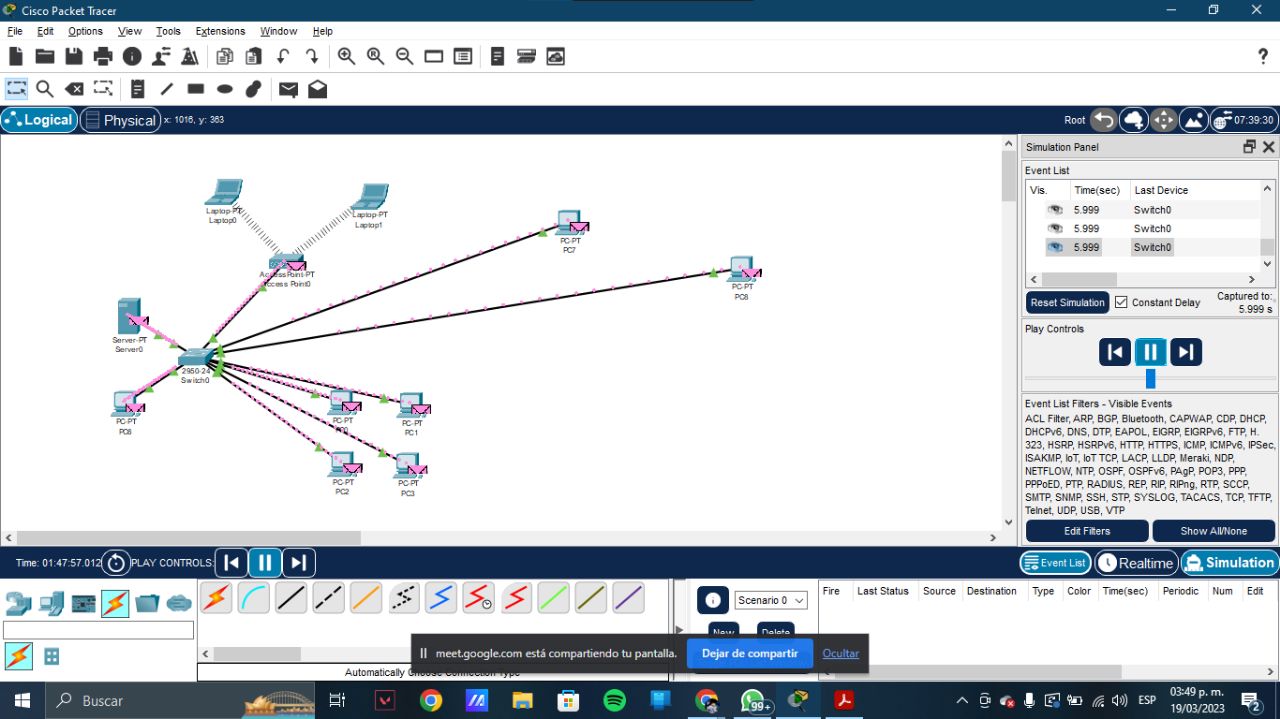 Cisco Packet Tracer
File Edit Options View Tools Extensions Window Help
Logical Physical x: 1016, y: 363 Root 07:39:30
Simulation Panel
Event List
Vis. Time(sec) Last Device
5.999 Switch0
5.999 Switch0
5.999 Switch0
Reset Simulation Constant Delay Captured to:
5.999 s
Play Controls
Event List Filters - Visible Events
ACL Filter, ARP, BGP, Bluetooth, CAPWAP, CDP, DHCP,
DHCPv6, DNS, DTP, EAPOL, EIGRP, EIGRPv6, FTP, H.
323, HSRP, HSRPv6, HTTP, HTTPS, ICMP, ICMPv6, IPSec,
ISAKMP, IoT, IoT TCP, LACP, LLDP, Meraki, NDP,
NETFLOW, NTP, OSPF, OSPFv6, PAgP, POP3, PPP,
PPPoED, PTP, RADIUS, REP, RIP, RIPng, RTP, SCCP,
SMTP, SNMP, SSH, STP, SYSLOG, TACACS, TCP, TFTP,
Telnet, UDP, USB, VTP
Edit Filters Show All/None
Laptop-PT
Laptop0
Laptop-PT
Laptop1
PC-PT
PC7
AccessPoint-PT
Access Point0
PC-PT
PC8
Server-PT
Server0
2950-24
Switch0
PC-PT
PC6
PC-PT
PC0
PC-PT
PC1
PC-PT
PC2
PC-PT
PC3
Time: 01:47:57.012 PLAY CONTROLS: Event List Realtime Simulation
Scenario 0
New Delete
Fire Last Status Source Destination Type Color Time(sec) Periodic Num Edit
meet.google.com está compartiendo tu pantalla. Dejar de compartir Ocultar
Automatically Choose Connection Type
Buscar
99+
ESP
03:49 p. m.
19/03/2023
2